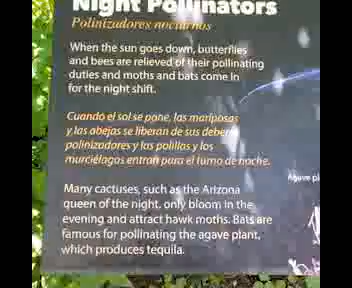 Night Pollinators
Polinizadores nocturnos
When the sun goes down, butterflies
and bees are relieved of their pollinating
duties and moths and bats come in
for the night shift.
Cuando el sol se pone, las mariposas
y las abejas se liberan de sus deberes
polinizadores y las polillas y los
murciélagos entran para el turno de noche.
Many cactuses, such as the Arizona
queen of the night, only bloom in the
evening and attract hawk moths. Bats are
famous for pollinating the agave plant,
which produces tequila.
Agave pl